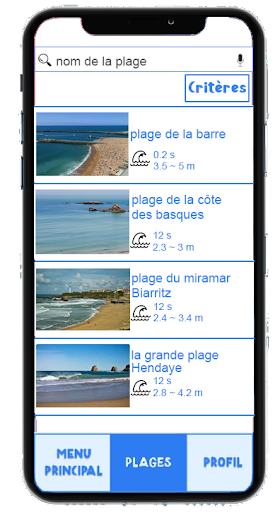 nom de la plage
Critères
plage de la barre
0.2 s
3.5 ~ 5 m
plage de la côte
des basques
12 s
2.3 ~ 3 m
plage du miramar
Biarritz
12 s
2.4 ~ 3.4 m
la grande plage
Hendaye
12 s
2.8 ~ 4.2 m
MENU
PRINCIPAL
PLAGES
PROFIL